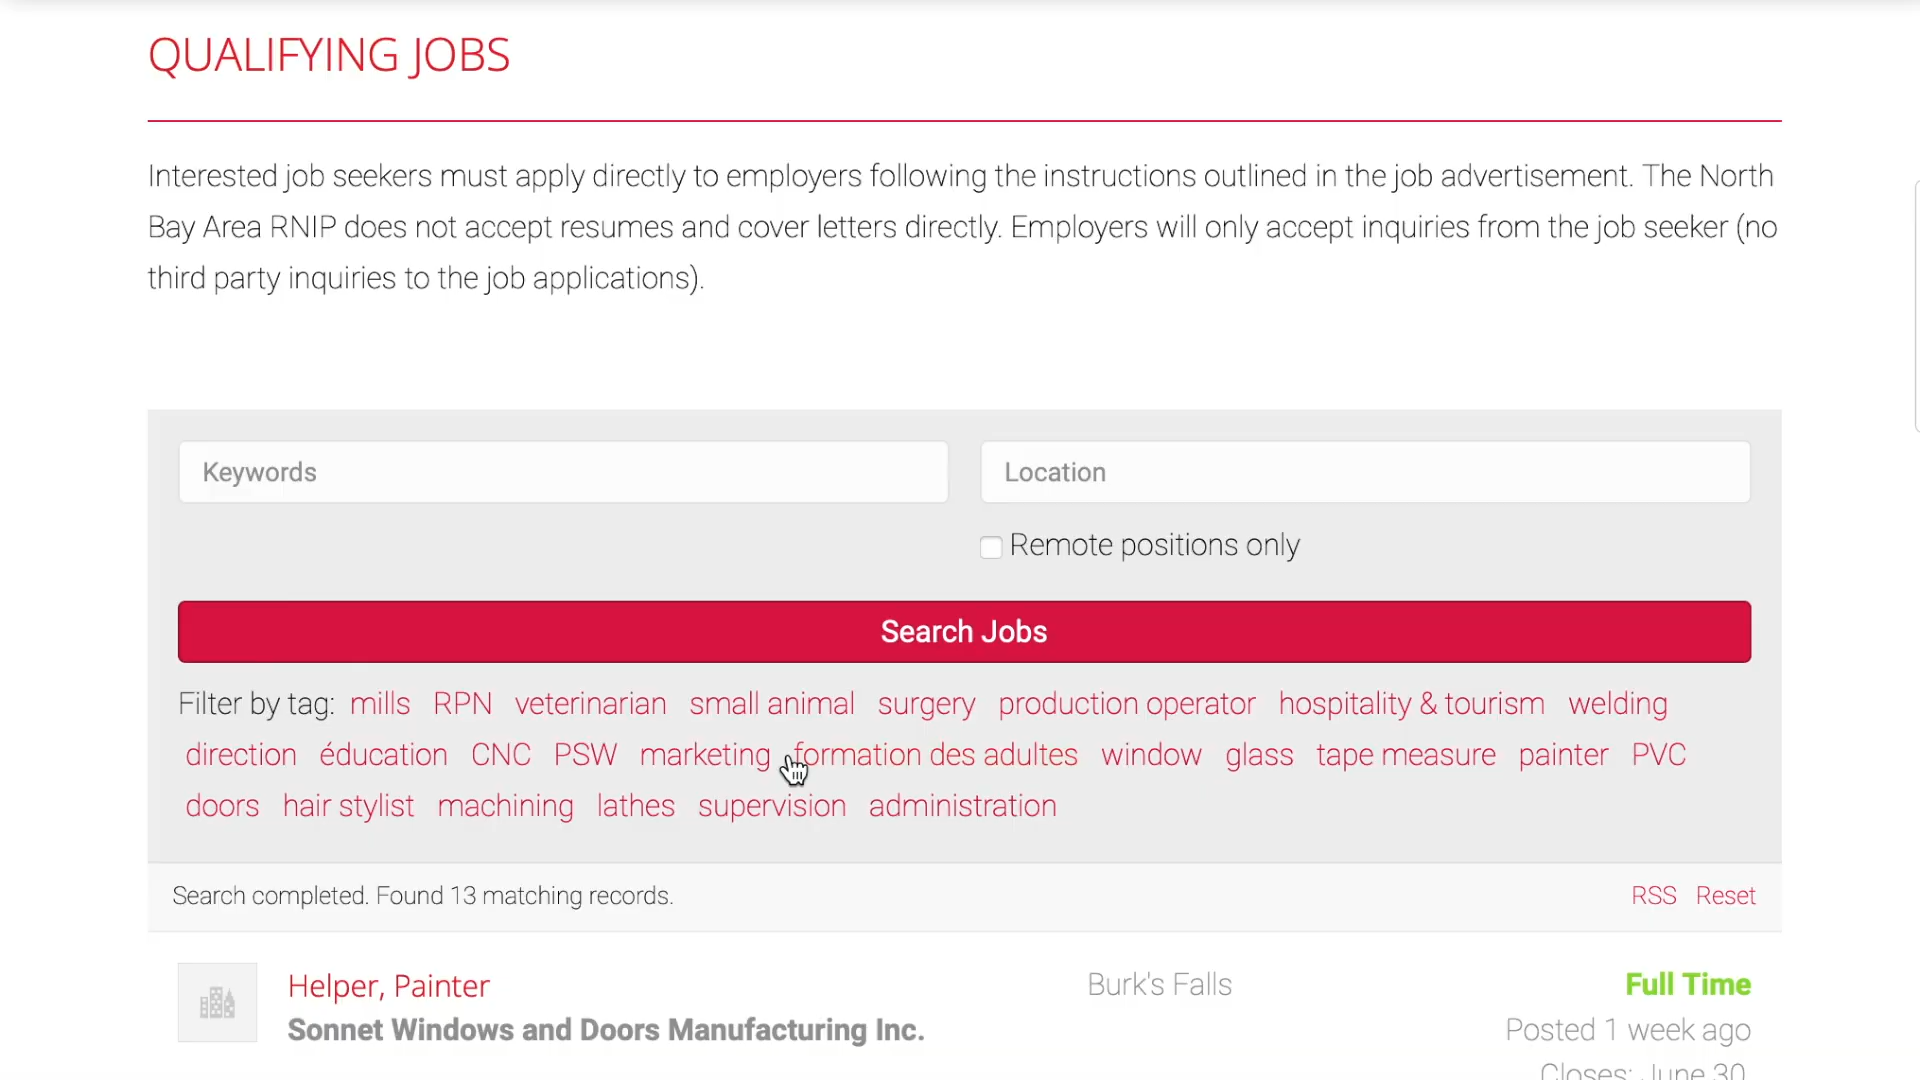 QUALIFYING JOBS
Interested job seekers must apply directly to employers following the instructions outlined in the job advertisement. The North
Bay Area RNIP does not accept resumes and cover letters directly. Employers will only accept inquiries from the job seeker (no
third party inquiries to the job applications).
Keywords
Location
Remote positions only
Search Jobs
Filter by tag: mills RPN veterinarian small animal surgery production operator hospitality & tourism welding
direction éducation CNC PSW marketing formation des adultes window glass tape measure painter PVC
doors hair stylist machining lathes supervision administration
Search completed. Found 13 matching records.
RSS Reset
Helper, Painter
Burk's Falls
Full Time
Sonnet Windows and Doors Manufacturing Inc.
Posted 1 week ago
Closes: June 30,